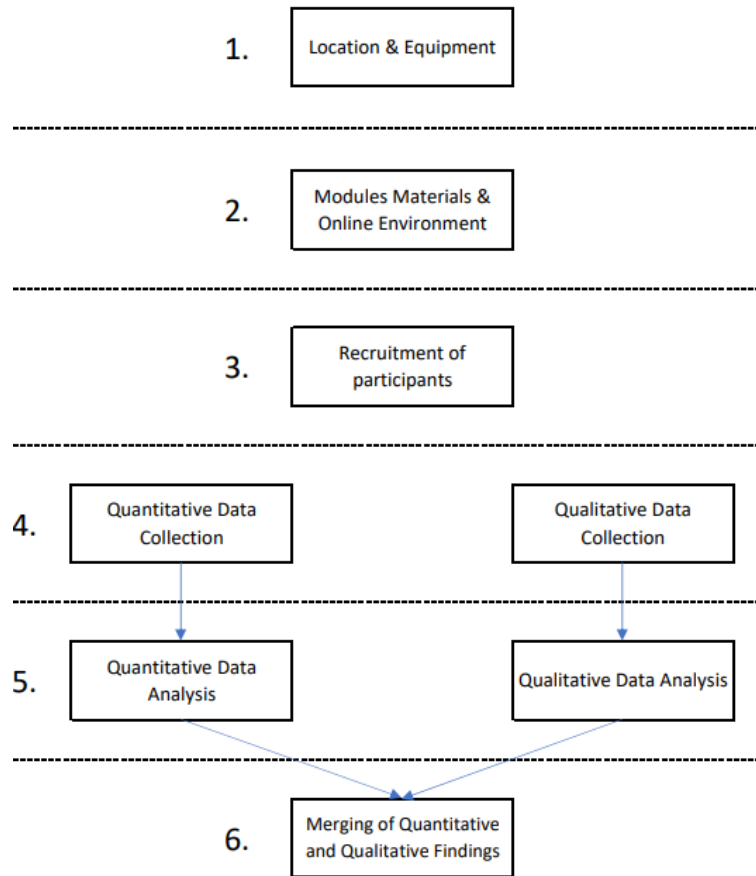 1.
Location & Equipment
2.
Modules Materials &
Online Environment
3.
Recruitment of
participants
4.
Quantitative Data
Collection
Qualitative Data
Collection
5.
Quantitative Data
Analysis
Qualitative Data Analysis
6.
Merging of Quantitative
and Qualitative Findings